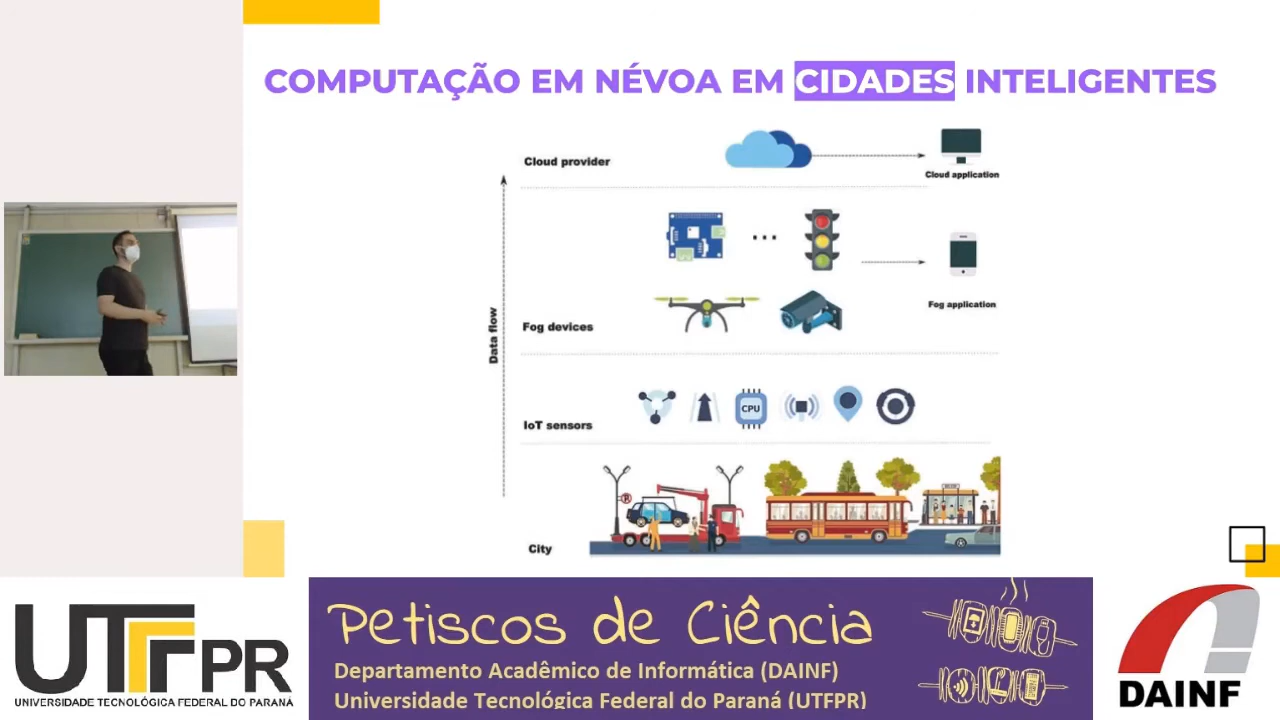 COMPUTAÇÃO EM NÉVOA EM CIDADES INTELIGENTES
Cloud provider
Cloud application
Data flow
Fog devices
Fog application
IoT sensors
CPU
City
UTFPR
UNIVERSIDADE TECNOLÓGICA FEDERAL DO PARANÁ
Petiscos de Ciência
Departamento Acadêmico de Informática (DAINF)
Universidade Tecnológica Federal do Paraná (UTFPR)
DAINF